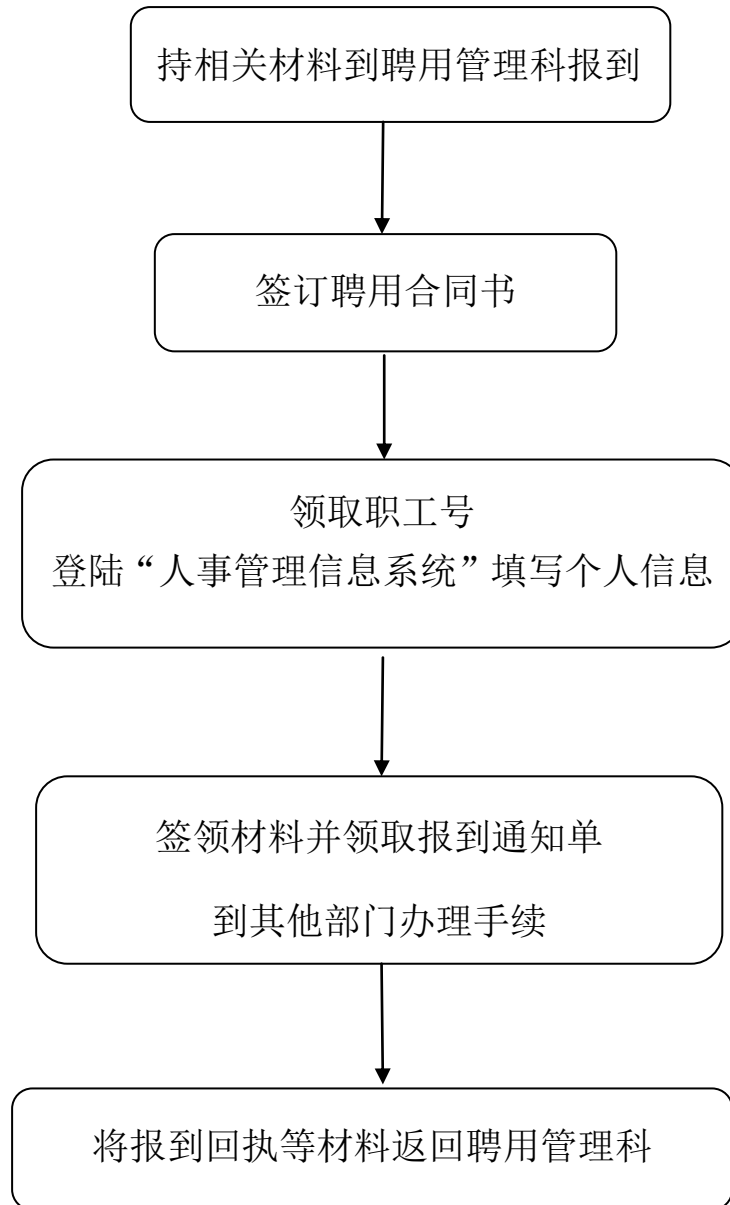 持相关材料到聘用管理科报到
签订聘用合同书
领取职工号
登陆“人事管理信息系统”填写个人信息
签领材料并领取报到通知单
到其他部门办理手续
将报到回执等材料返回聘用管理科